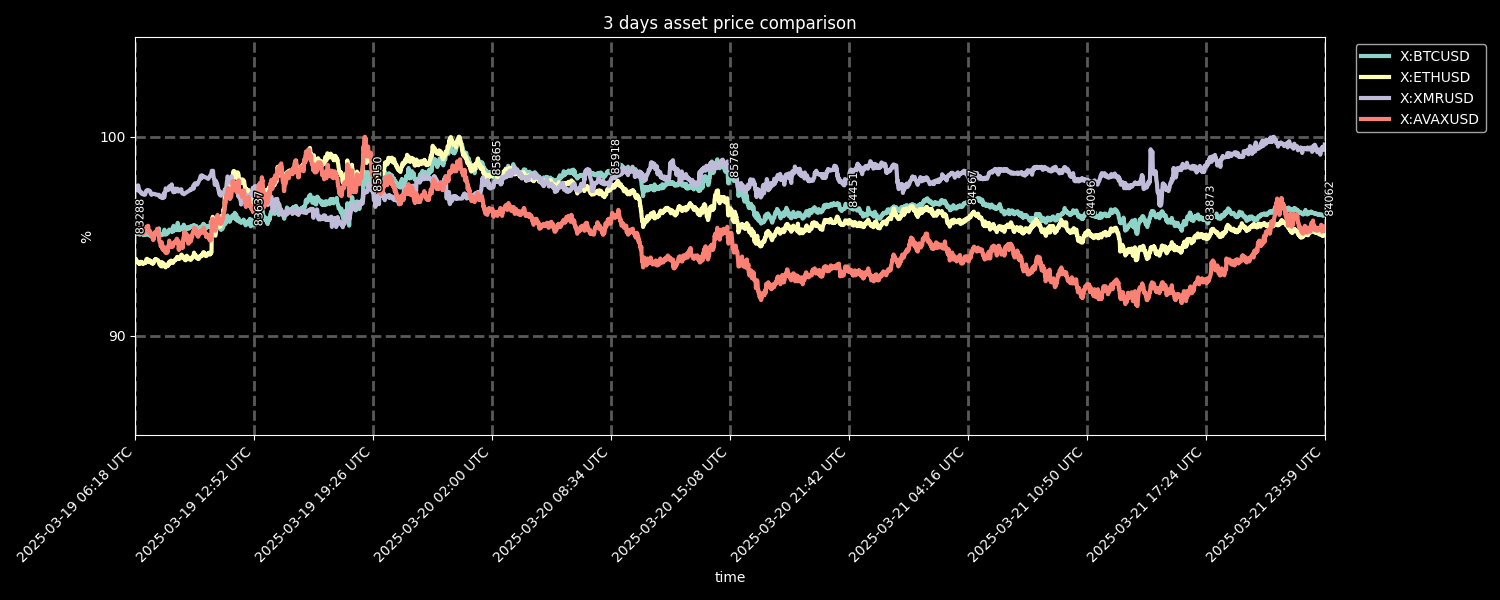 3 days asset price comparison
X:BTCUSD
X:ETHUSD
X:XMRUSD
X:AVAXUSD
100
90
%
83288
83637
85150
85865
85918
85768
84451
84567
84096
83873
84062
2025-03-19 06:18 UTC
2025-03-19 12:52 UTC
2025-03-19 19:26 UTC
2025-03-20 02:00 UTC
2025-03-20 08:34 UTC
2025-03-20 15:08 UTC
2025-03-20 21:42 UTC
2025-03-21 04:16 UTC
2025-03-21 10:50 UTC
2025-03-21 17:24 UTC
2025-03-21 23:59 UTC
time